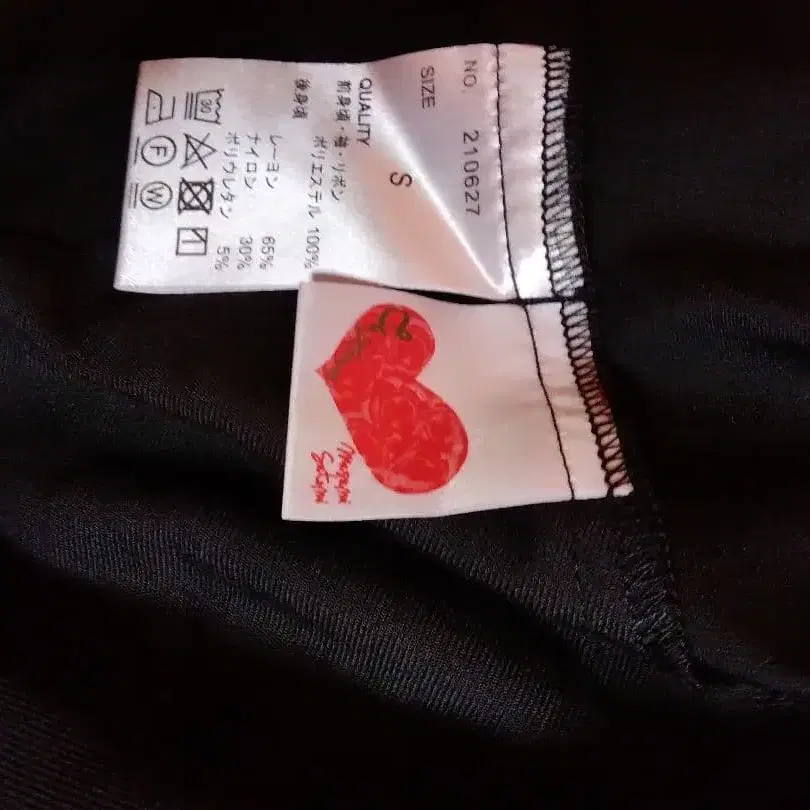 NO. 210627
SIZE S
QUALITY
前身頃・袖・リボン
ポリエステル 100%
後身頃
レーヨン 65%
ナイロン 30%
ポリウレタン 5%
30
F W